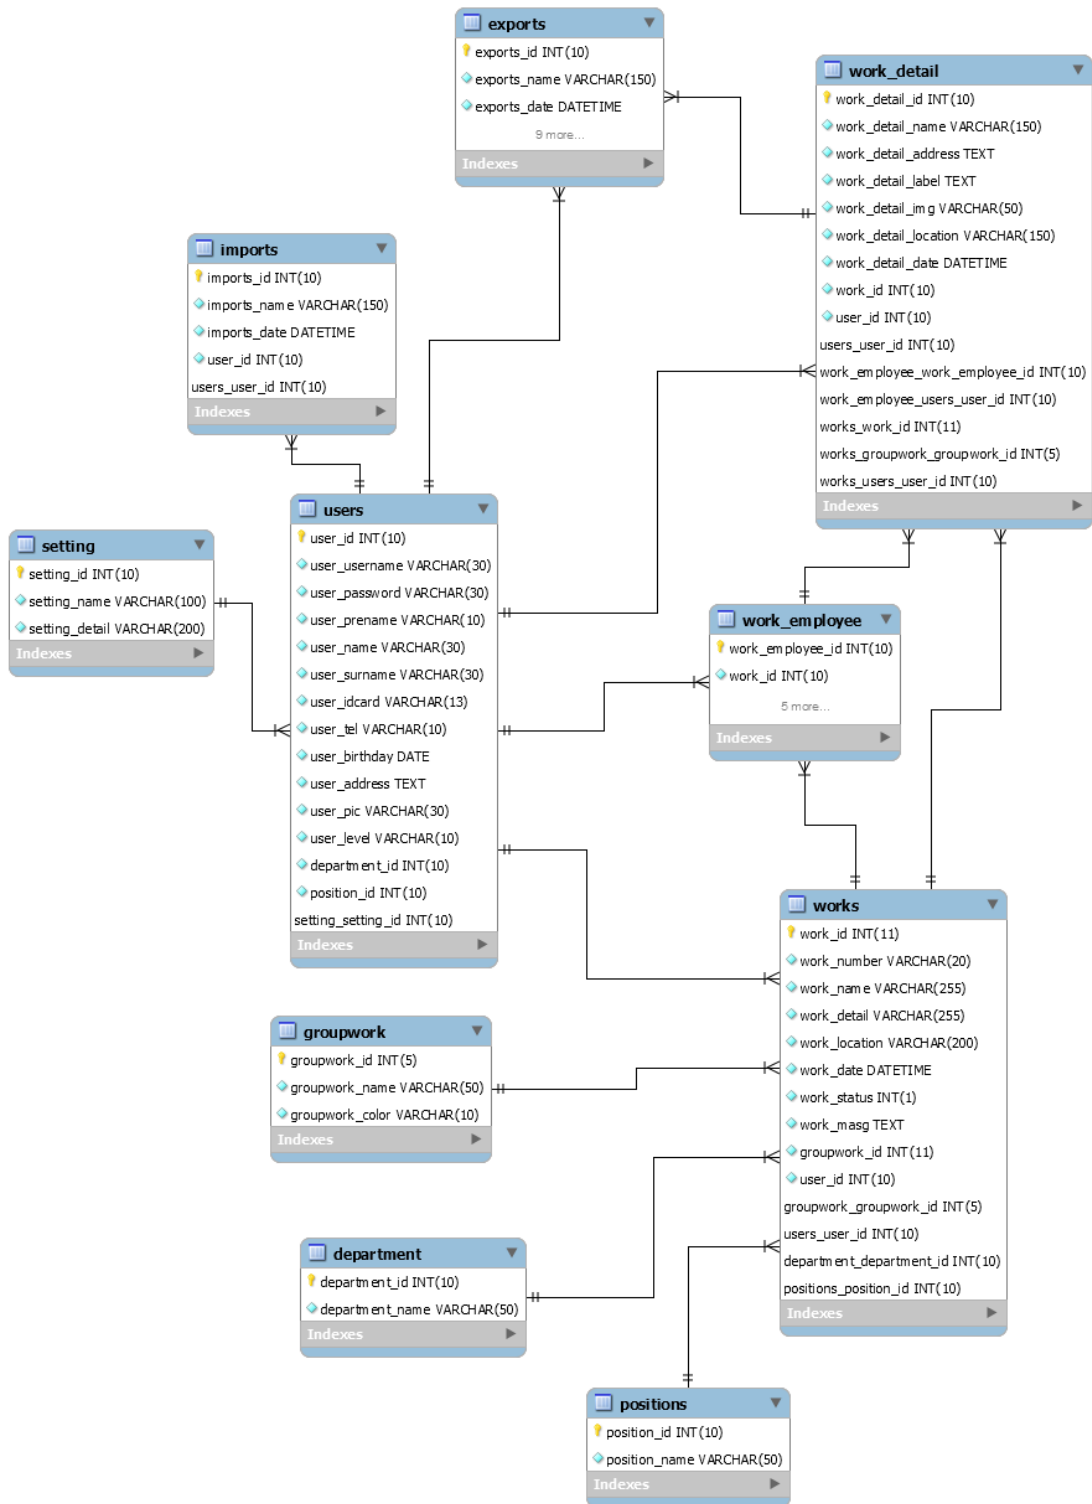 exports
exports_id INT(10)
exports_name VARCHAR(150)
exports_date DATETIME
9 more...
Indexes
work_detail
work_detail_id INT(10)
work_detail_name VARCHAR(150)
work_detail_address TEXT
work_detail_label TEXT
work_detail_img VARCHAR(50)
work_detail_location VARCHAR(150)
work_detail_date DATETIME
work_id INT(10)
user_id INT(10)
users_user_id INT(10)
work_employee_work_employee_id INT(10)
work_employee_users_user_id INT(10)
works_work_id INT(11)
works_groupwork_groupwork_id INT(5)
works_users_user_id INT(10)
Indexes
imports
imports_id INT(10)
imports_name VARCHAR(150)
imports_date DATETIME
user_id INT(10)
users_user_id INT(10)
Indexes
users
user_id INT(10)
user_username VARCHAR(30)
user_password VARCHAR(30)
user_prename VARCHAR(10)
user_name VARCHAR(30)
user_surname VARCHAR(30)
user_idcard VARCHAR(13)
user_tel VARCHAR(10)
user_birthday DATE
user_address TEXT
user_pic VARCHAR(30)
user_level VARCHAR(10)
department_id INT(10)
position_id INT(10)
setting_setting_id INT(10)
Indexes
setting
setting_id INT(10)
setting_name VARCHAR(100)
setting_detail VARCHAR(200)
Indexes
work_employee
work_employee_id INT(10)
work_id INT(10)
5 more...
Indexes
works
work_id INT(11)
work_number VARCHAR(20)
work_name VARCHAR(255)
work_detail VARCHAR(255)
work_location VARCHAR(200)
work_date DATETIME
work_status INT(1)
work_masg TEXT
groupwork_id INT(11)
user_id INT(10)
groupwork_groupwork_id INT(5)
users_user_id INT(10)
department_department_id INT(10)
positions_position_id INT(10)
Indexes
groupwork
groupwork_id INT(5)
groupwork_name VARCHAR(50)
groupwork_color VARCHAR(10)
Indexes
department
department_id INT(10)
department_name VARCHAR(50)
Indexes
positions
position_id INT(10)
position_name VARCHAR(50)
Indexes